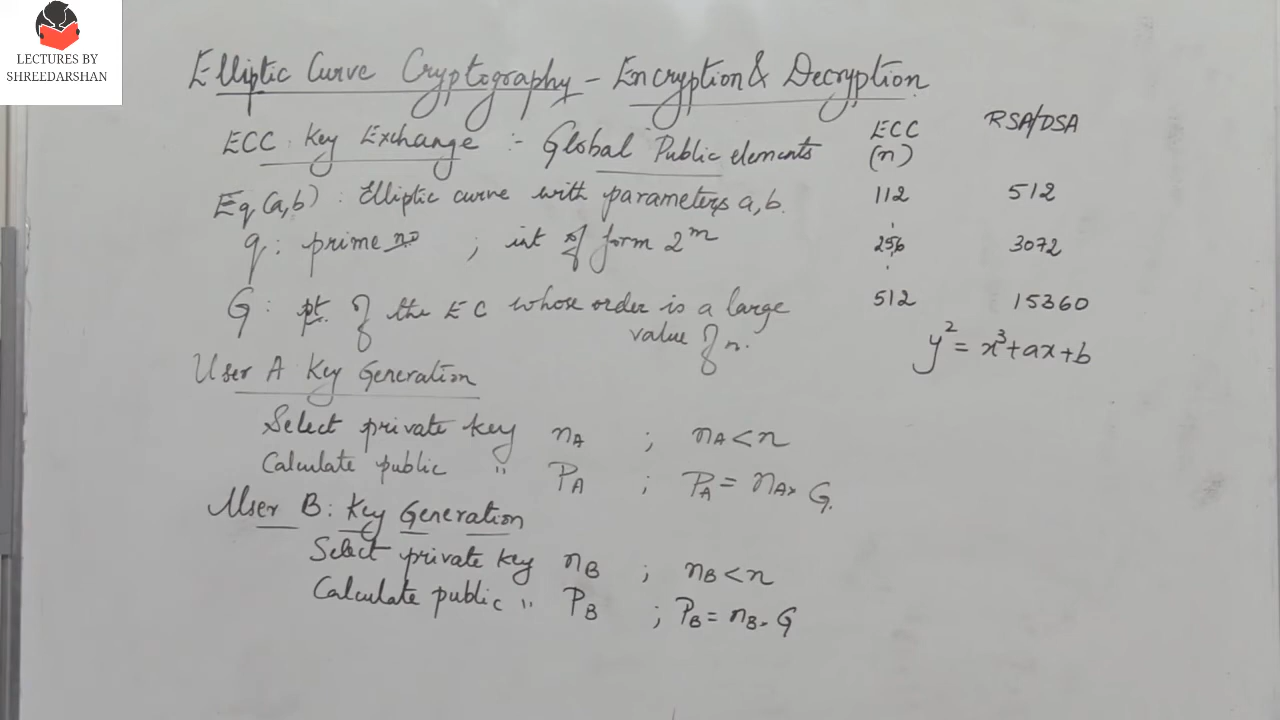 LECTURES BY
SHREEDARSHAN
Elliptic Curve Cryptography - Encryption & Decryption
ECC Key Exchange :- Global Public elements
ECC (n) RSA/DSA
Eq(a,b) : Elliptic curve with parameters a, b.
112 512
q : prime no ; int of form 2^m
256 3072
G : pt. of the EC whose order is a large
value of n.
512 15360
y² = x³+ax+b
User A Key Generation
Select private key nA ; nA < n
Calculate public " PA ; PA = nA × G.
User B : Key Generation
Select private key nB ; nB < n
Calculate public " PB ; PB = nB . G